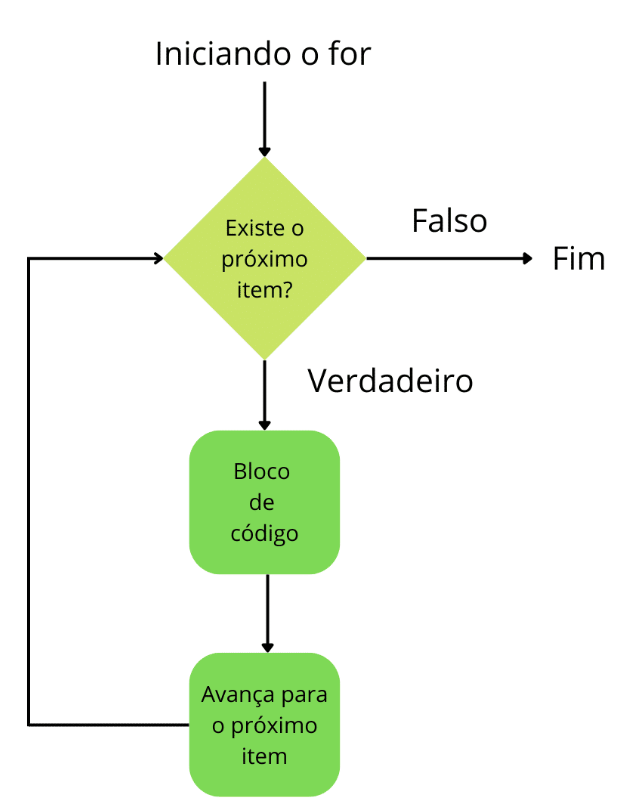 Iniciando o for
Existe o
próximo
item?
Falso
Fim
Verdadeiro
Bloco
de
código
Avança para
o próximo
item